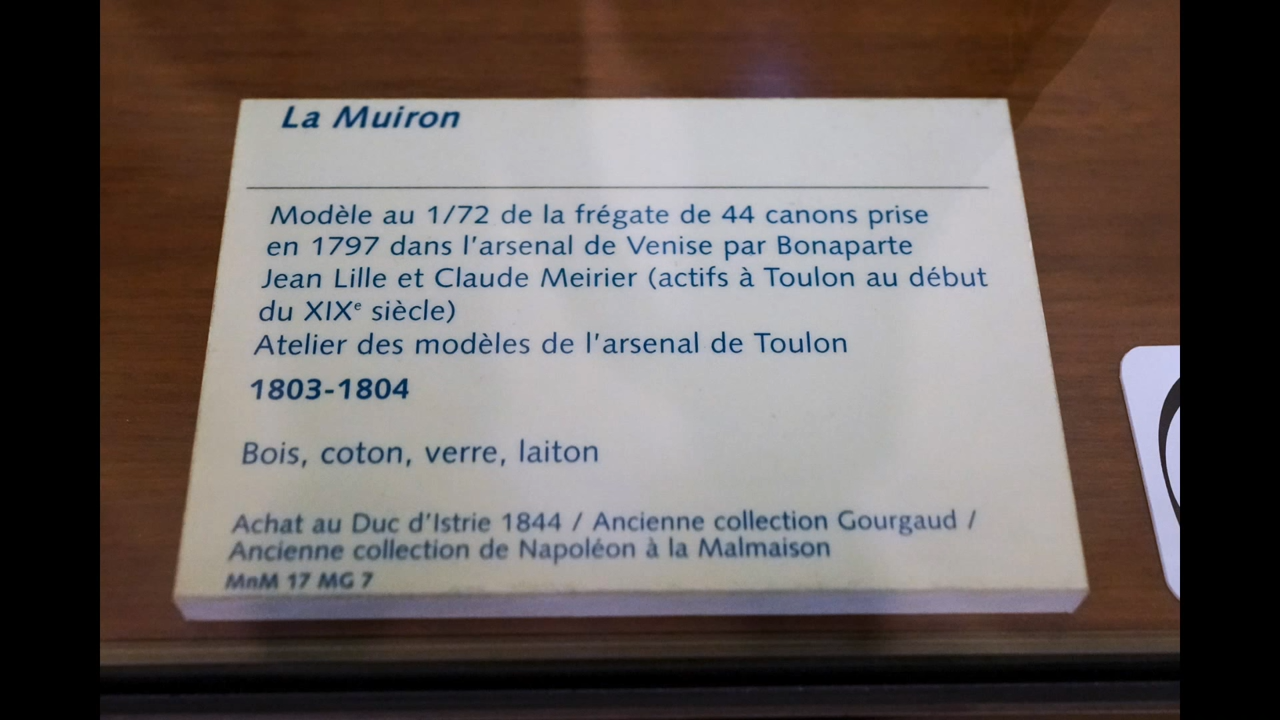 La Muiron
Modèle au 1/72 de la frégate de 44 canons prise
en 1797 dans l'arsenal de Venise par Bonaparte
Jean Lille et Claude Meirier (actifs à Toulon au début
du XIXe siècle)
Atelier des modèles de l'arsenal de Toulon
1803-1804
Bois, coton, verre, laiton
Achat au Duc d'Istrie 1844 / Ancienne collection Gourgaud /
Ancienne collection de Napoléon à la Malmaison
MnM 17 MG 7